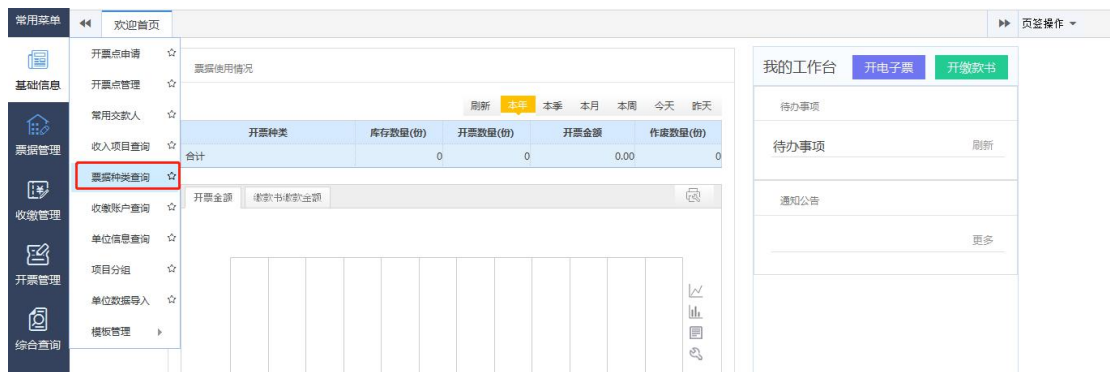 常用菜单
欢迎首页
页签操作
基础信息
票据管理
收缴管理
开票管理
综合查询
开票点申请
开票点管理
常用交款人
收入项目查询
票据种类查询
收缴账户查询
单位信息查询
项目分组
单位数据导入
模板管理
票据使用情况
刷新 本年 本季 本月 本周 今天 昨天
开票种类 库存数量(份) 开票数量(份) 开票金额 作废数量(份)
合计 0 0 0.00 0
开票金额 缴款书缴款金额
我的工作台 开电子票 开缴款书
待办事项
待办事项 刷新
通知公告
更多